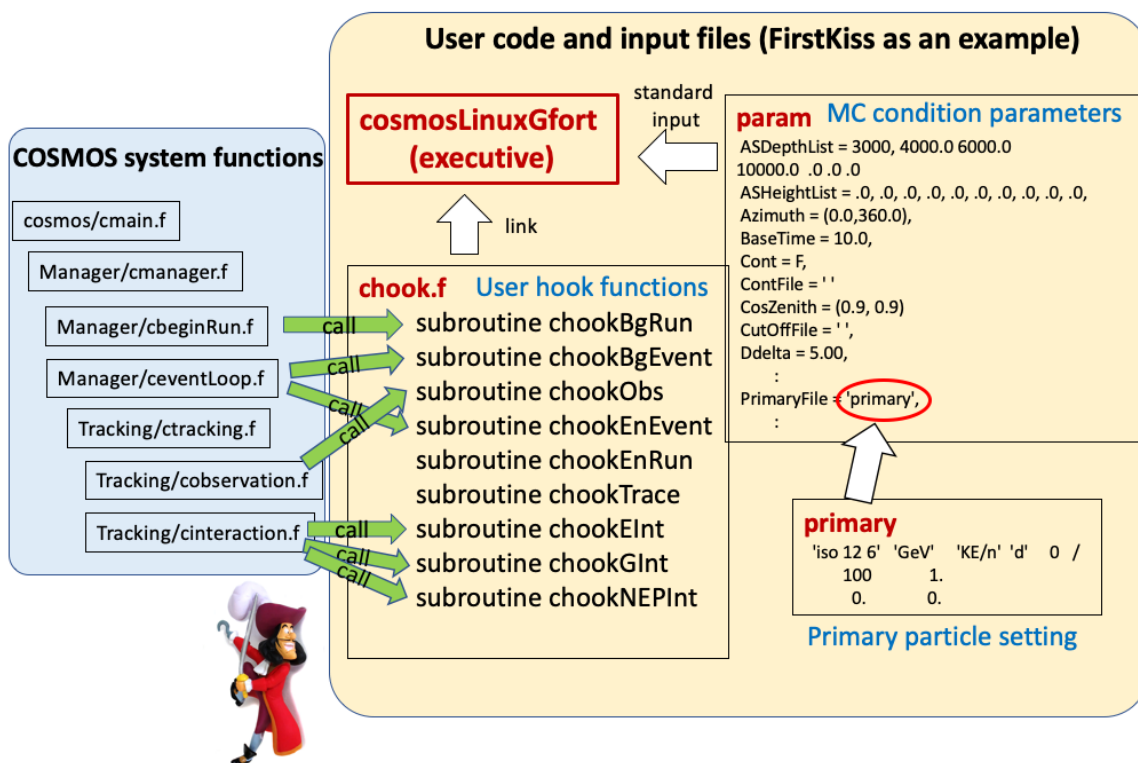 User code and input files (FirstKiss as an example)
COSMOS system functions
cosmos/cmain.f
Manager/cmanager.f
Manager/cbeginRun.f
Manager/ceventLoop.f
Tracking/ctracking.f
Tracking/cobservation.f
Tracking/cinteraction.f
cosmosLinuxGfort
(executive)
standard
input
link
chook.f User hook functions
call
subroutine chookBgRun
call
subroutine chookBgEvent
call
subroutine chookObs
call
subroutine chookEnEvent
subroutine chookEnRun
subroutine chookTrace
call
subroutine chookEInt
call
subroutine chookGInt
call
subroutine chookNEPInt
param MC condition parameters
ASDepthList = 3000, 4000.0 6000.0
10000.0 .0 .0 .0
ASHeightList = .0, .0, .0, .0, .0, .0, .0, .0, .0, .0,
Azimuth = (0.0,360.0),
BaseTime = 10.0,
Cont = F,
ContFile = ' '
CosZenith = (0.9, 0.9)
CutOffFile = ' ',
Ddelta = 5.00,
:
PrimaryFile = 'primary',
:
primary
'iso 12 6' 'GeV' 'KE/n' 'd' 0 /
100 1.
0. 0.
Primary particle setting